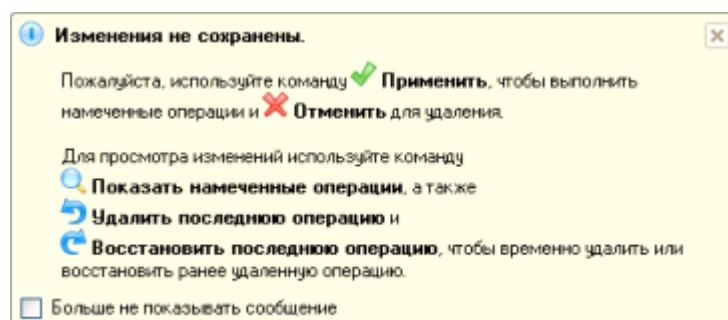 Изменения не сохранены.
Пожалуйста, используйте команду Применить, чтобы выполнить
намеченные операции и Отменить для удаления.
Для просмотра изменений используйте команду
Показать намеченные операции, а также
Удалить последнюю операцию и
Восстановить последнюю операцию, чтобы временно удалить или
восстановить ранее удаленную операцию.
Больше не показывать сообщение